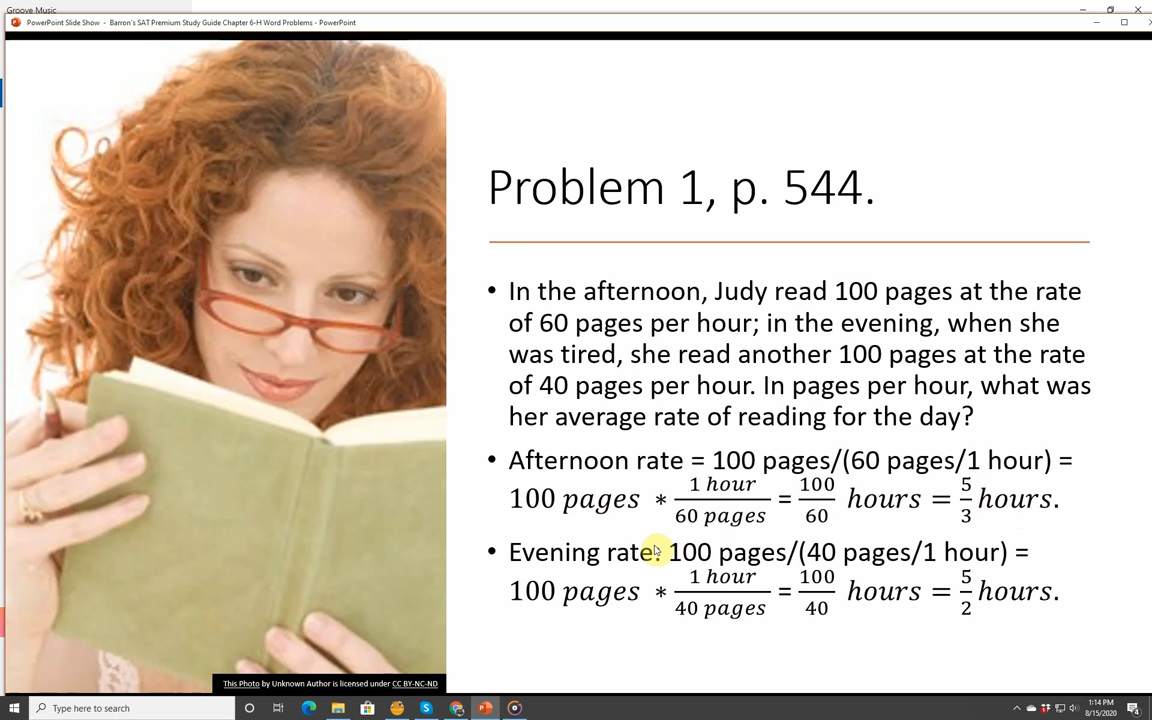 Groove Music
PowerPoint Slide Show - Barron's SAT Premium Study Guide Chapter 6-H Word Problems - PowerPoint
Problem 1, p. 544.
• In the afternoon, Judy read 100 pages at the rate
of 60 pages per hour; in the evening, when she
was tired, she read another 100 pages at the rate
of 40 pages per hour. In pages per hour, what was
her average rate of reading for the day?
• Afternoon rate = 100 pages/(60 pages/1 hour) =
100 pages * 1 hour/60 pages = 100/60 hours = 5/3 hours.
• Evening rate: 100 pages/(40 pages/1 hour) =
100 pages * 1 hour/40 pages = 100/40 hours = 5/2 hours.
This Photo by Unknown Author is licensed under CC BY-NC-ND
Type here to search
1:14 PM
8/15/2020
4